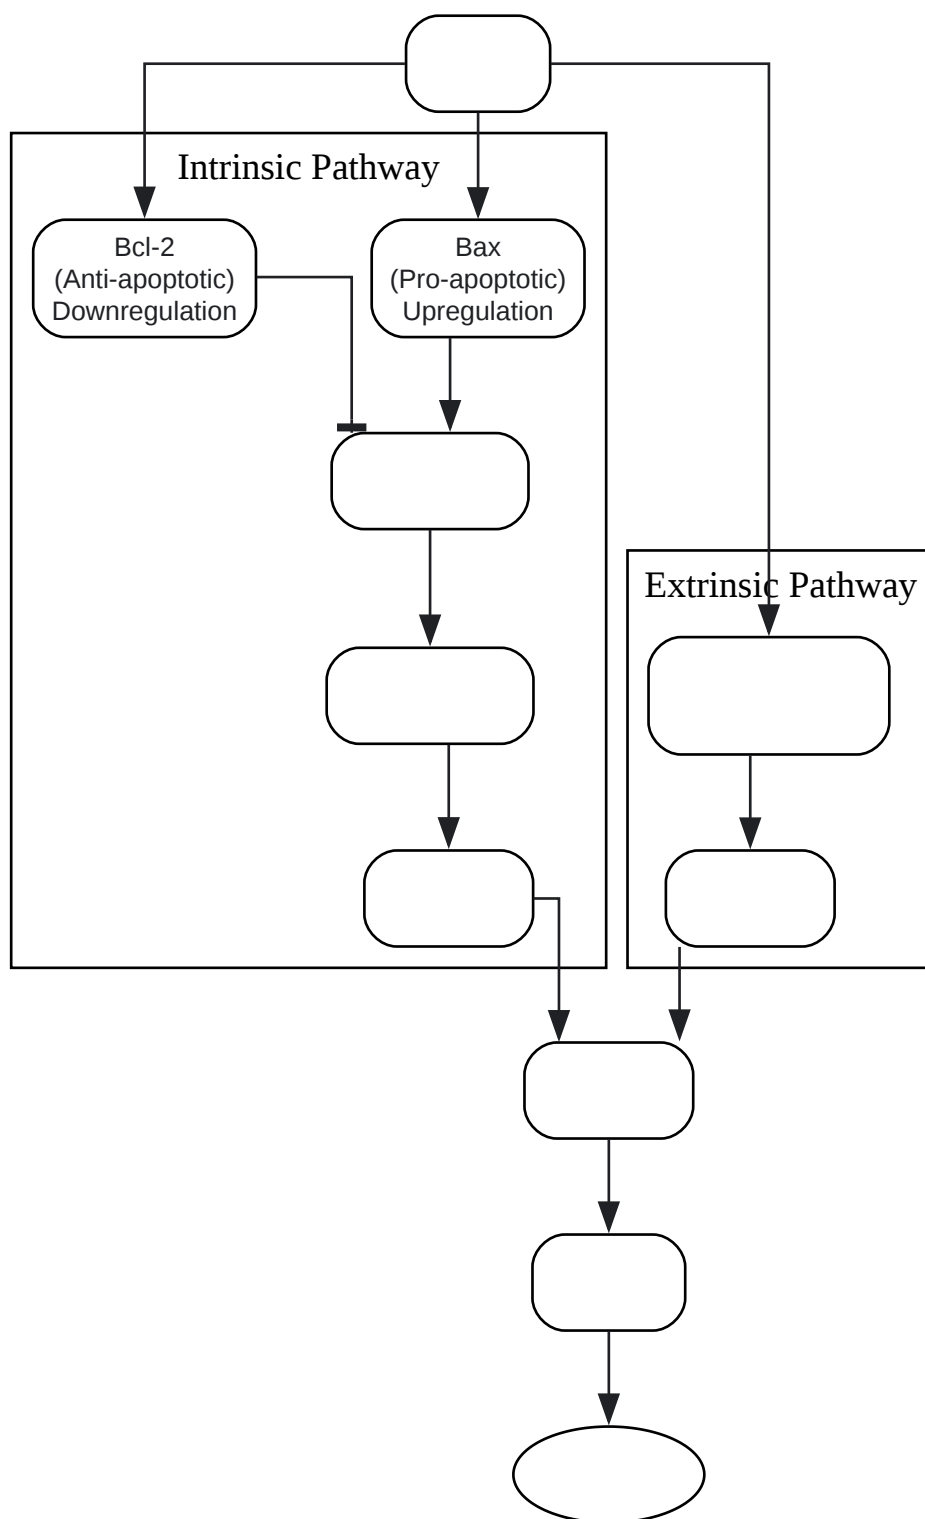 Intrinsic Pathway
Bcl-2
(Anti-apoptotic)
Downregulation
Bax
(Pro-apoptotic)
Upregulation
Extrinsic Pathway